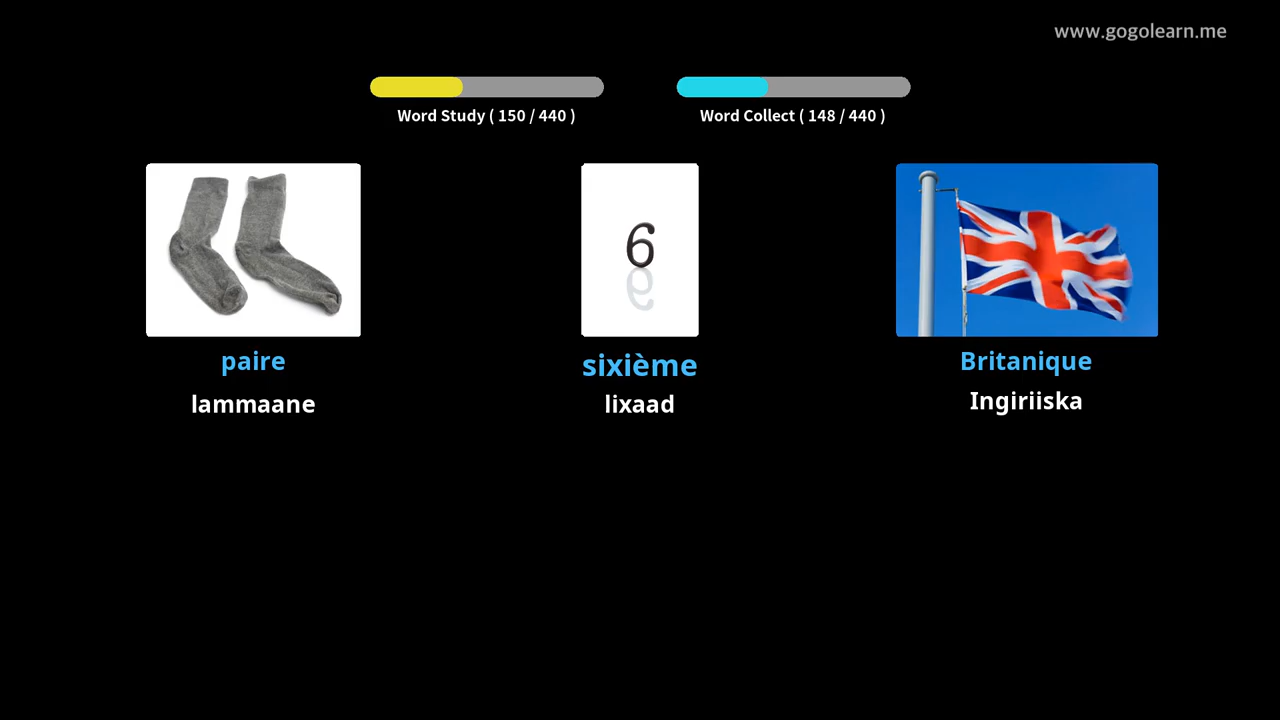 www.gogolearn.me
Word Study ( 150 / 440 )
Word Collect ( 148 / 440 )
6
paire
sixième
Britanique
lammaane
lixaad
Ingiriiska